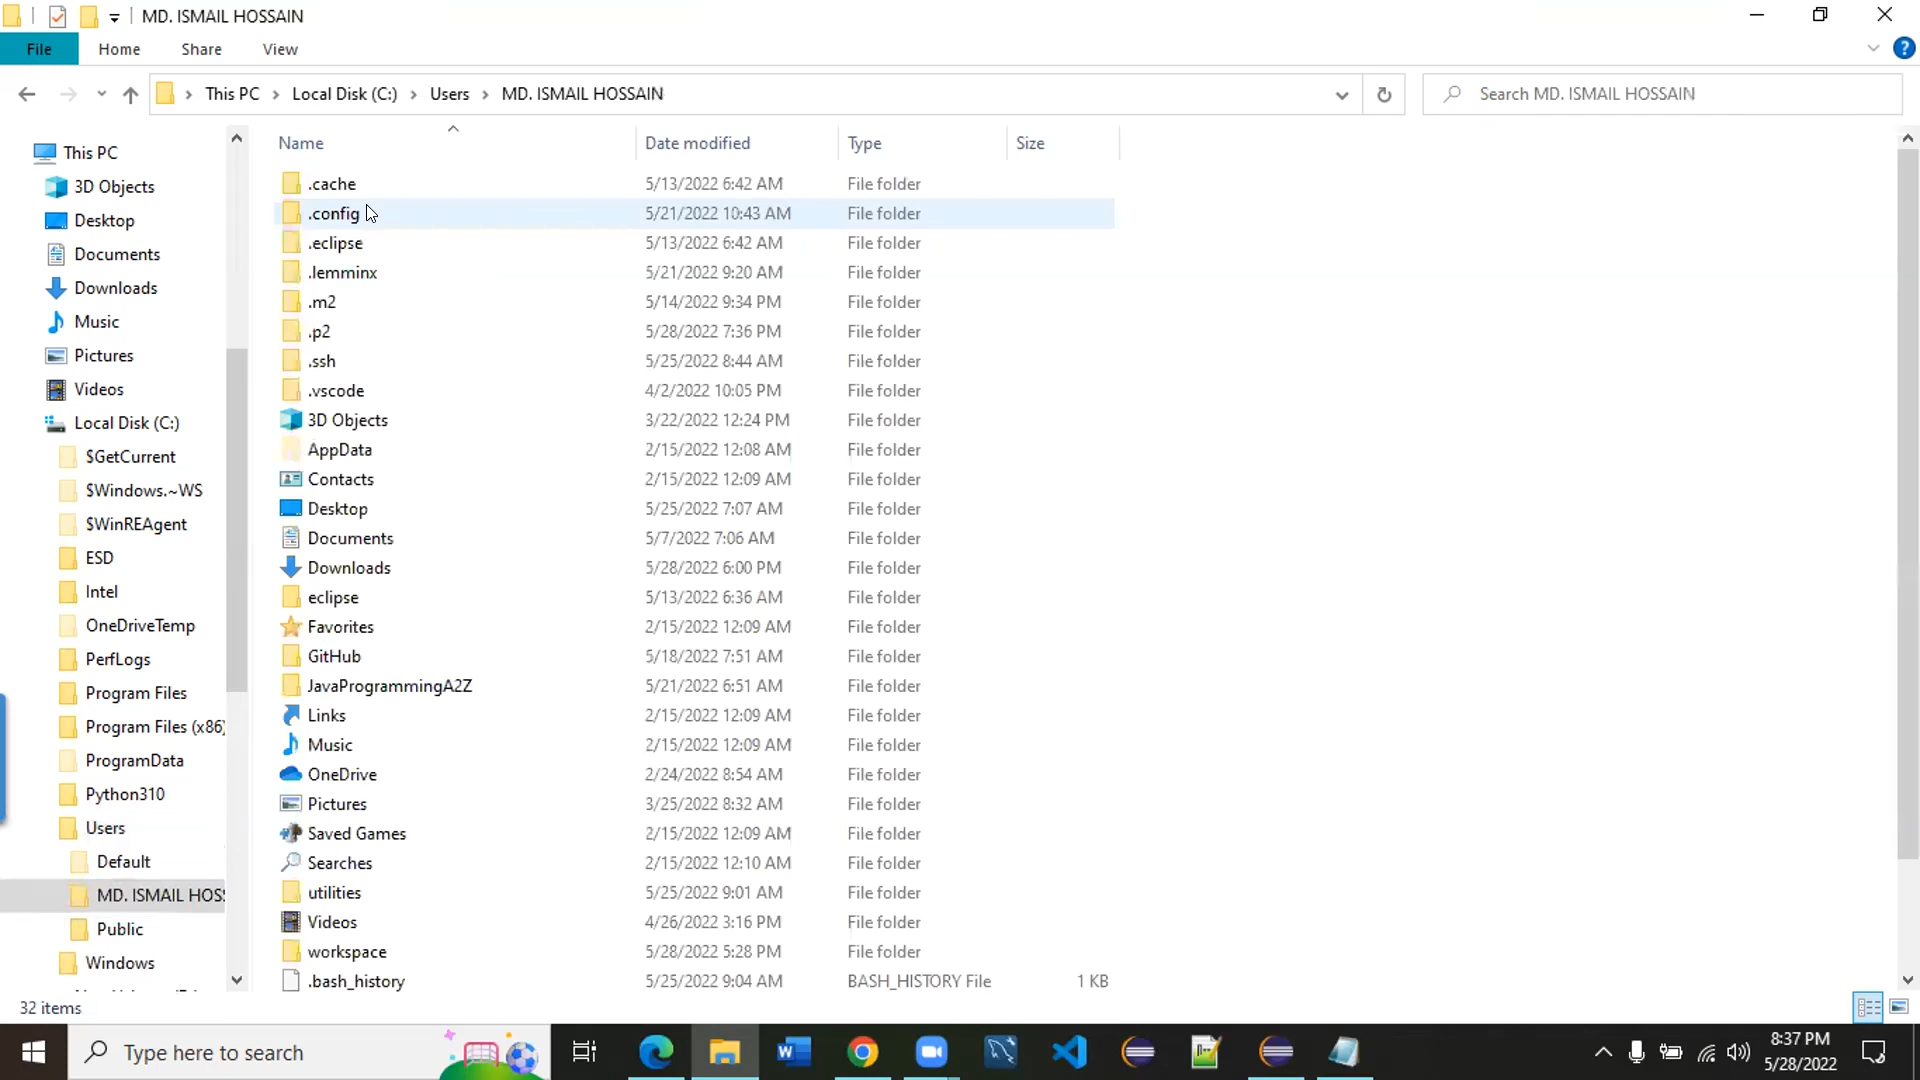 MD. ISMAIL HOSSAIN
File Home Share View
This PC Local Disk (C:) Users MD. ISMAIL HOSSAIN
Search MD. ISMAIL HOSSAIN
This PC
3D Objects
Desktop
Documents
Downloads
Music
Pictures
Videos
Local Disk (C:)
$GetCurrent
$Windows.~WS
$WinREAgent
ESD
Intel
OneDriveTemp
PerfLogs
Program Files
Program Files (x86)
ProgramData
Python310
Users
Default
MD. ISMAIL HOSS
Public
Windows
Name Date modified Type Size
.cache 5/13/2022 6:42 AM File folder
.config 5/21/2022 10:43 AM File folder
.eclipse 5/13/2022 6:42 AM File folder
.lemminx 5/21/2022 9:20 AM File folder
.m2 5/14/2022 9:34 PM File folder
.p2 5/28/2022 7:36 PM File folder
.ssh 5/25/2022 8:44 AM File folder
.vscode 4/2/2022 10:05 PM File folder
3D Objects 3/22/2022 12:24 PM File folder
AppData 2/15/2022 12:08 AM File folder
Contacts 2/15/2022 12:09 AM File folder
Desktop 5/25/2022 7:07 AM File folder
Documents 5/7/2022 7:06 AM File folder
Downloads 5/28/2022 6:00 PM File folder
eclipse 5/13/2022 6:36 AM File folder
Favorites 2/15/2022 12:09 AM File folder
GitHub 5/18/2022 7:51 AM File folder
JavaProgrammingA2Z 5/21/2022 6:51 AM File folder
Links 2/15/2022 12:09 AM File folder
Music 2/15/2022 12:09 AM File folder
OneDrive 2/24/2022 8:54 AM File folder
Pictures 3/25/2022 8:32 AM File folder
Saved Games 2/15/2022 12:09 AM File folder
Searches 2/15/2022 12:10 AM File folder
utilities 5/25/2022 9:01 AM File folder
Videos 4/26/2022 3:16 PM File folder
workspace 5/28/2022 5:28 PM File folder
.bash_history 5/25/2022 9:04 AM BASH_HISTORY File 1 KB
32 items
Type here to search
8:37 PM
5/28/2022